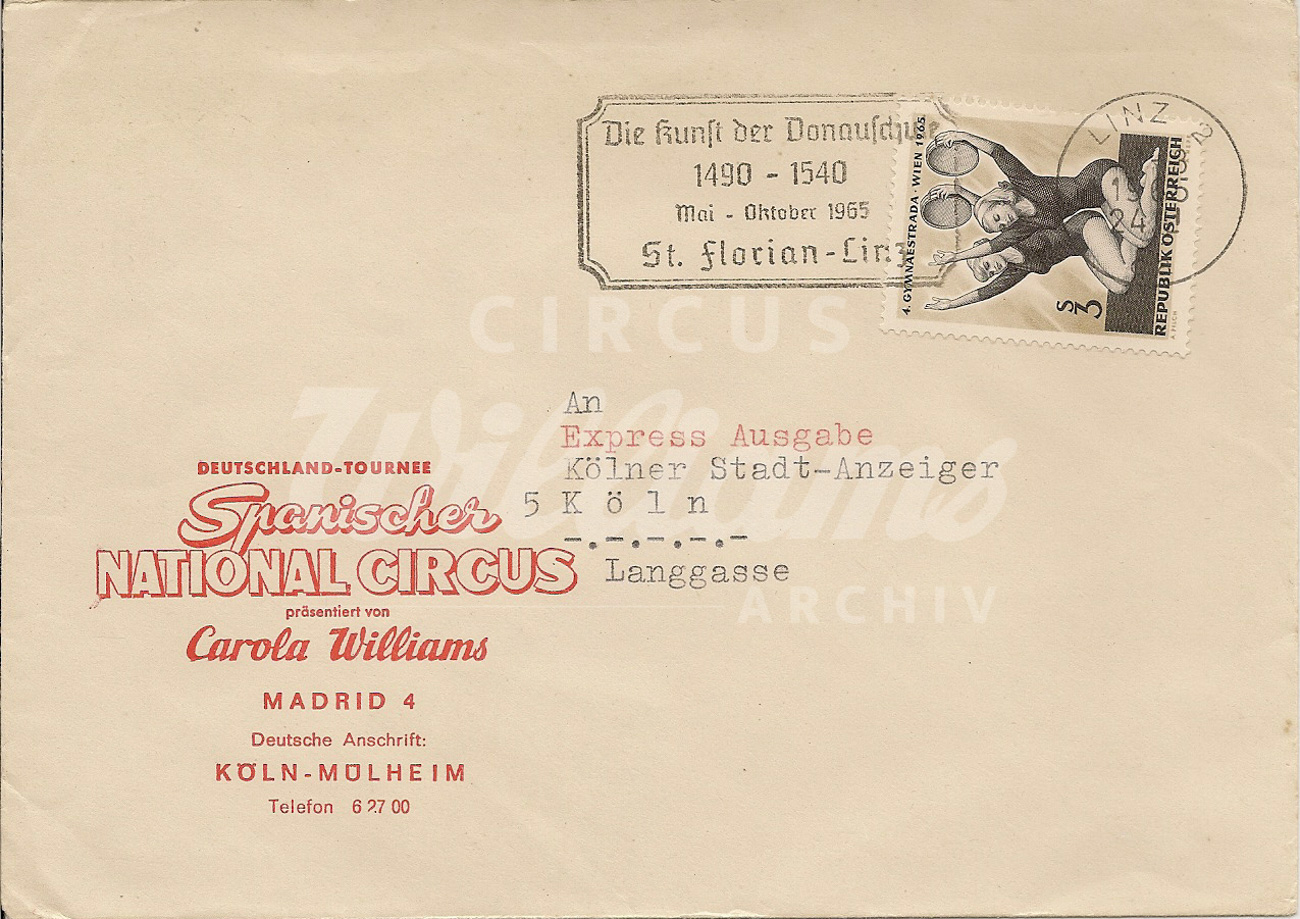 Die Kunst der Donauschule
1490 - 1540
Mai - Oktober 1965
St. Florian-Linz
4. GYMNAESTRADA · WIEN 1965
S 3
REPUBLIK ÖSTERREICH
LINZ 2
24
CIRCUS
Williams
ARCHIV
An
Express Ausgabe
Kölner Stadt-Anzeiger
5 K ö l n
-.-.-.-.-
Langgasse
DEUTSCHLAND-TOURNEE
Spanischer
NATIONAL CIRCUS
präsentiert von
Carola Williams
MADRID 4
Deutsche Anschrift:
KÖLN-MÜLHEIM
Telefon 6 27 00